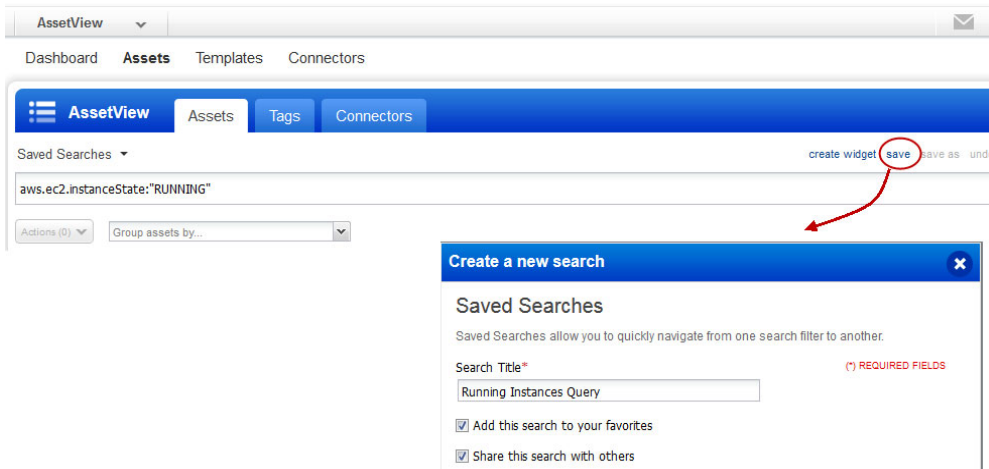 AssetView
Dashboard Assets Templates Connectors
AssetView Assets Tags Connectors
Saved Searches create widget save save as
aws.ec2.instanceState:"RUNNING"
Actions (0) Group assets by...
Create a new search
Saved Searches
Saved Searches allow you to quickly navigate from one search filter to another.
Search Title* (*) REQUIRED FIELDS
Running Instances Query
Add this search to your favorites
Share this search with others